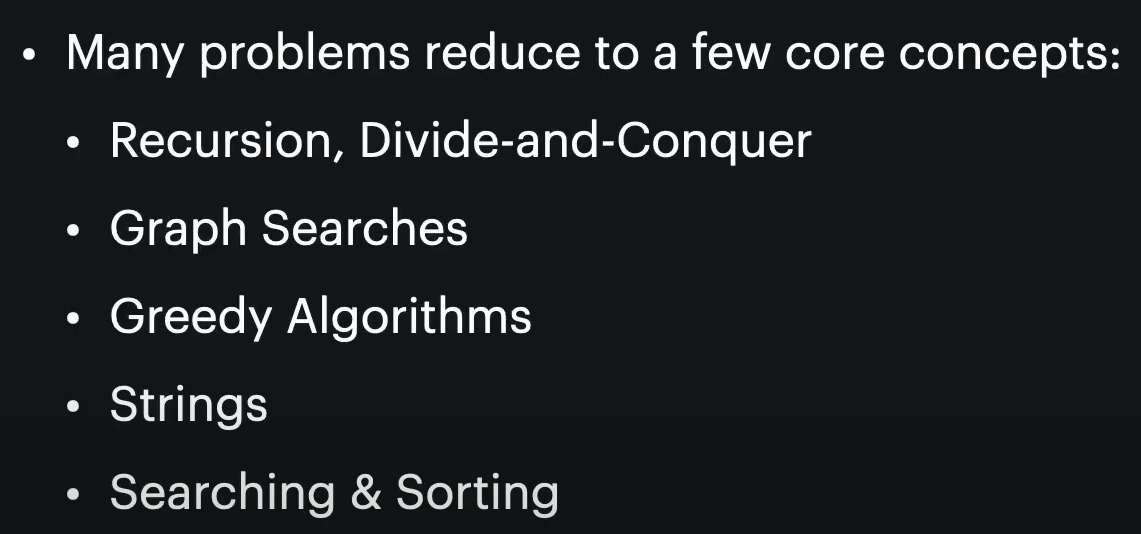 • Many problems reduce to a few core concepts:
• Recursion, Divide-and-Conquer
• Graph Searches
• Greedy Algorithms
• Strings
• Searching & Sorting